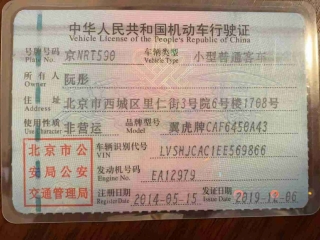 中华人民共和国机动车行驶证
Vehicle License of the People's Republic of China
号牌号码 京NRT590 车辆类型 小型普通客车
Plate No. Vehicle Type
所有人 阮彤
Owner
住址 北京市西城区里仁街3号院6号楼1708号
Address
使用性质 非营运 品牌型号 翼虎牌CAF6450A43
Use Character Model
北京市公 车辆识别代号 LVSHJCAC1EE569866
VIN
安局公安 发动机号码 EA12979
Engine No.
交通管理局 注册日期 2014-05-15 发证日期 2019-12-06
Register Date Issue Date